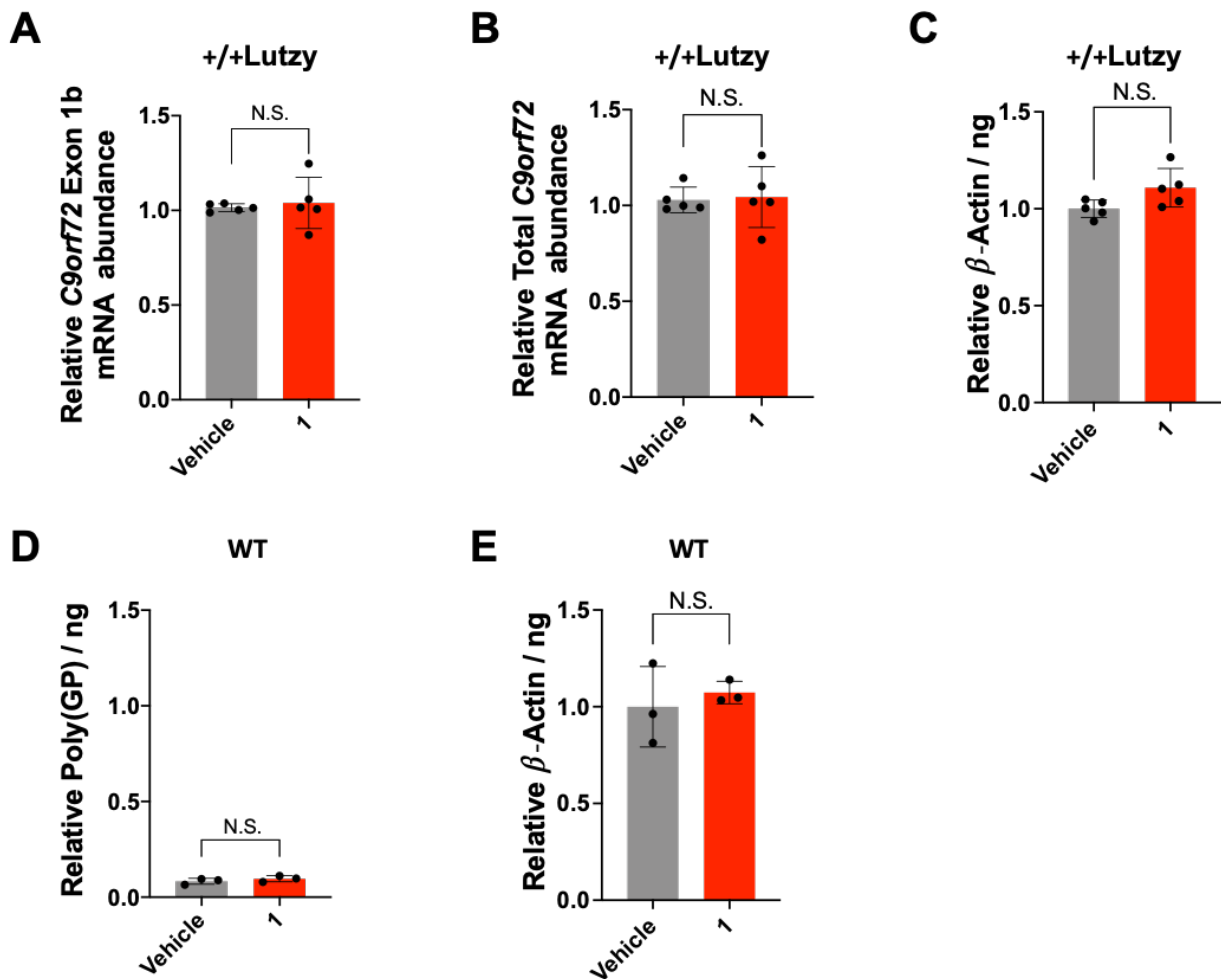 A
+/+Lutzy
Relative C9orf72 Exon 1b
mRNA abundance
1.5
1.0
0.5
0.0
N.S.
Vehicle
1
B
+/+Lutzy
Relative Total C9orf72
mRNA abundance
1.5
1.0
0.5
0.0
N.S.
Vehicle
1
C
+/+Lutzy
Relative β-Actin / ng
1.5
1.0
0.5
0.0
N.S.
Vehicle
1
D
WT
Relative Poly(GP) / ng
1.5
1.0
0.5
0.0
N.S.
Vehicle
1
E
WT
Relative β-Actin / ng
1.5
1.0
0.5
0.0
N.S.
Vehicle
1